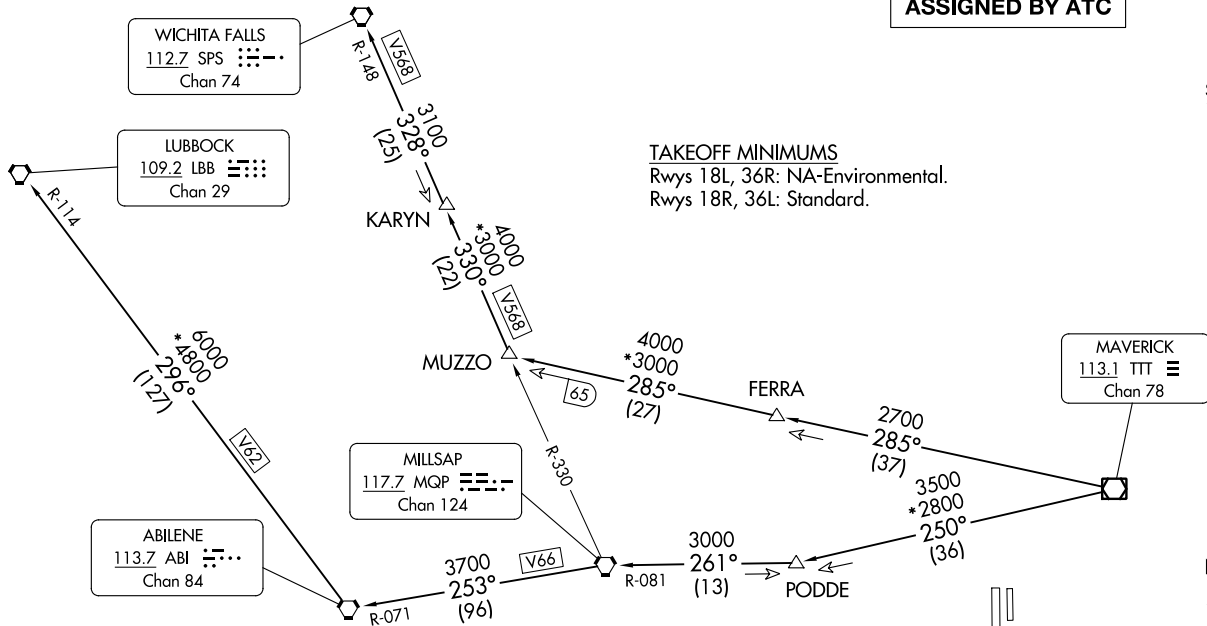 ASSIGNED BY ATC
WICHITA FALLS
112.7 SPS
Chan 74
R-148
V568
3100
328°
(25)
LUBBOCK
109.2 LBB
Chan 29
R-114
TAKEOFF MINIMUMS
Rwys 18L, 36R: NA-Environmental.
Rwys 18R, 36L: Standard.
KARYN
4000
*3000
330°
(22)
V568
6000
*4800
296°
(127)
V62
MUZZO
65
4000
*3000
285°
(27)
FERRA
MAVERICK
113.1 TTT
Chan 78
2700
285°
(37)
R-330
MILLSAP
117.7 MQP
Chan 124
3500
*2800
250°
(36)
ABILENE
113.7 ABI
Chan 84
3700
V66
253°
(96)
R-071
R-081
3000
261°
(13)
PODDE